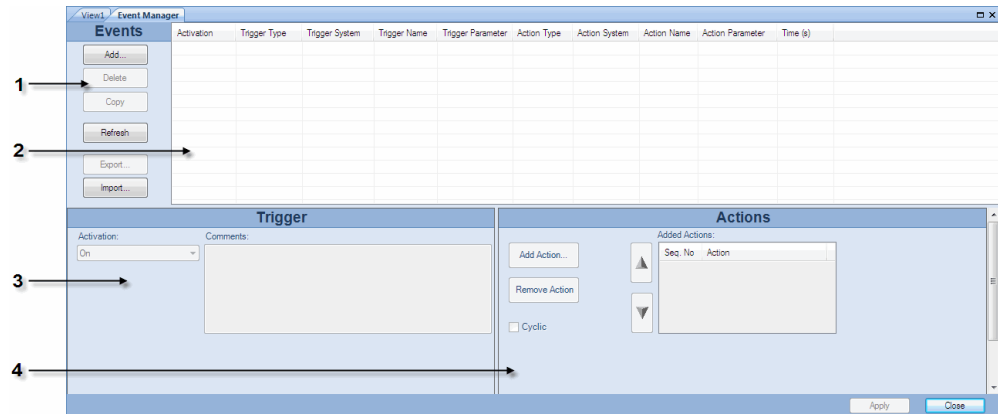 View1 Event Manager
Events
Activation Trigger Type Trigger System Trigger Name Trigger Parameter Action Type Action System Action Name Action Parameter Time (s)
Add...
1
Delete
Copy
Refresh
2
Export...
Import...
Trigger
Actions
Activation:
Comments:
Added Actions:
On
Add Action...
Seq. No Action
3
Remove Action
Cyclic
4
Apply
Close